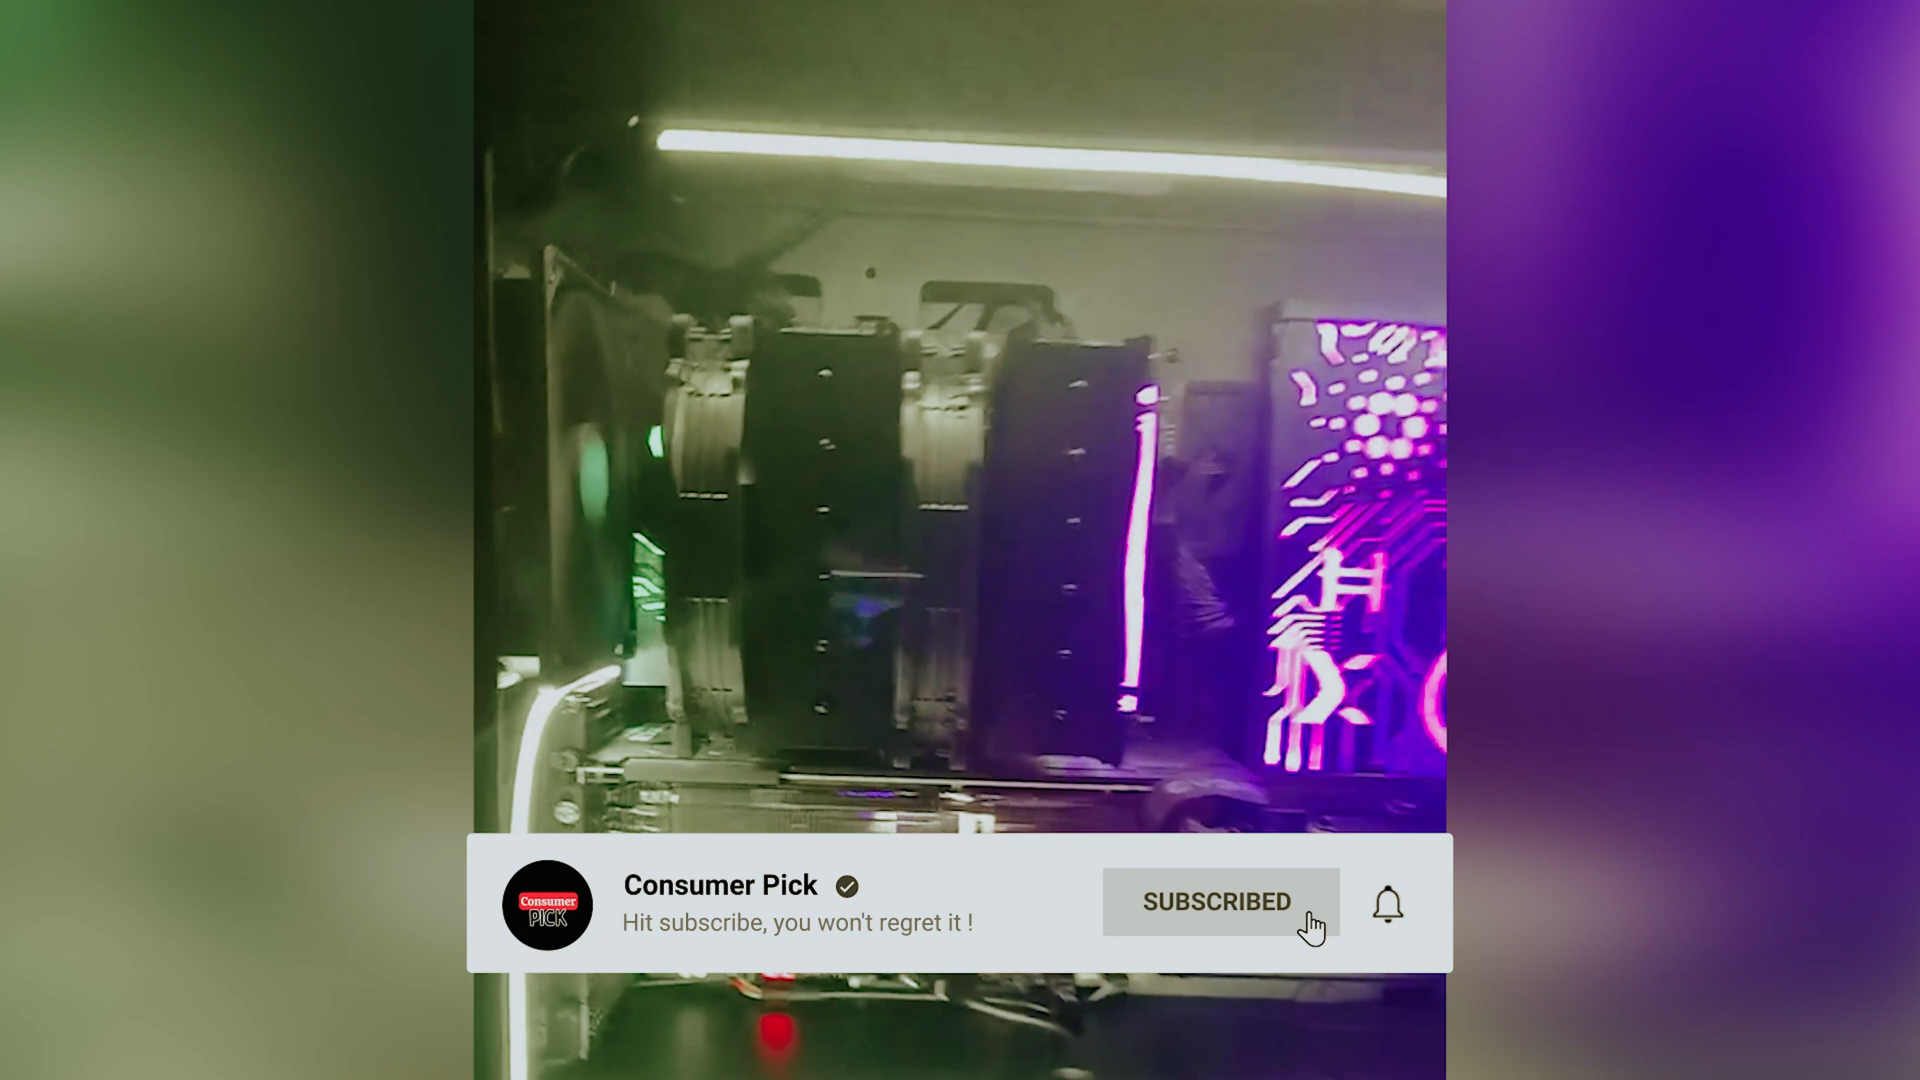 Consumer Pick
Hit subscribe, you won't regret it !
SUBSCRIBED
Consumer
PICK